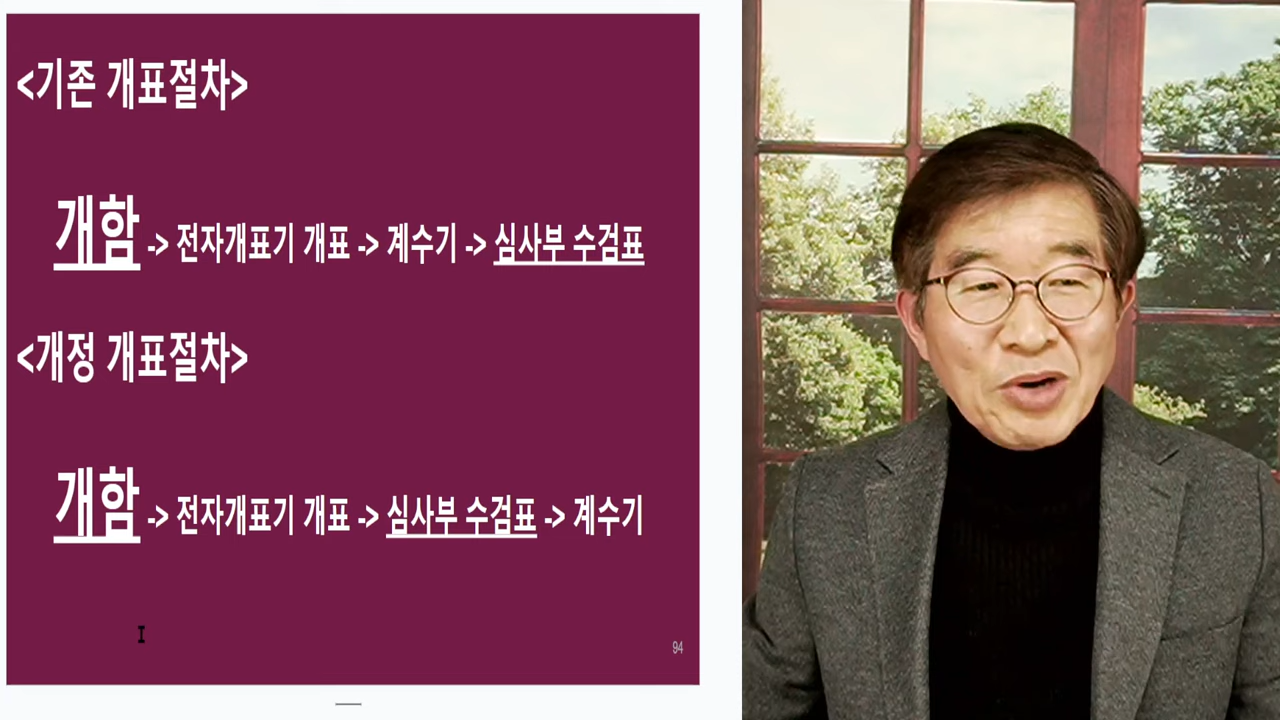 <기존 개표절차>
개함 -> 전자개표기 개표 -> 계수기 -> 심사부 수검표
<개정 개표절차>
개함 -> 전자개표기 개표 -> 심사부 수검표 -> 계수기
94